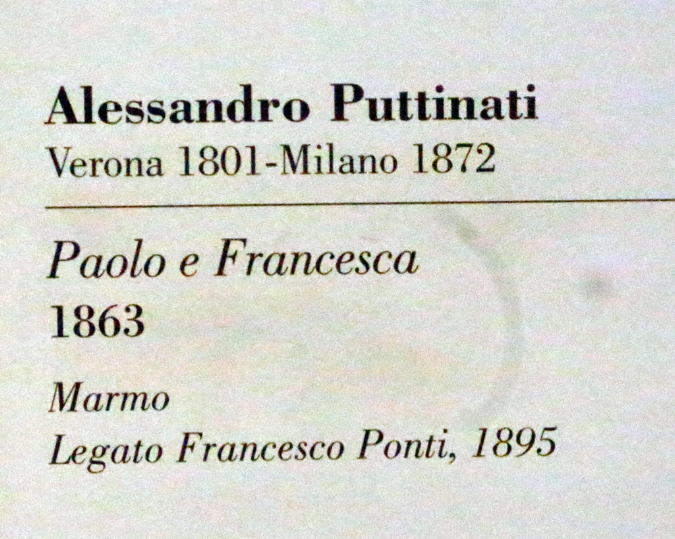 Alessandro Puttinati
Verona 1801-Milano 1872
Paolo e Francesca
1863
Marmo
Legato Francesco Ponti, 1895